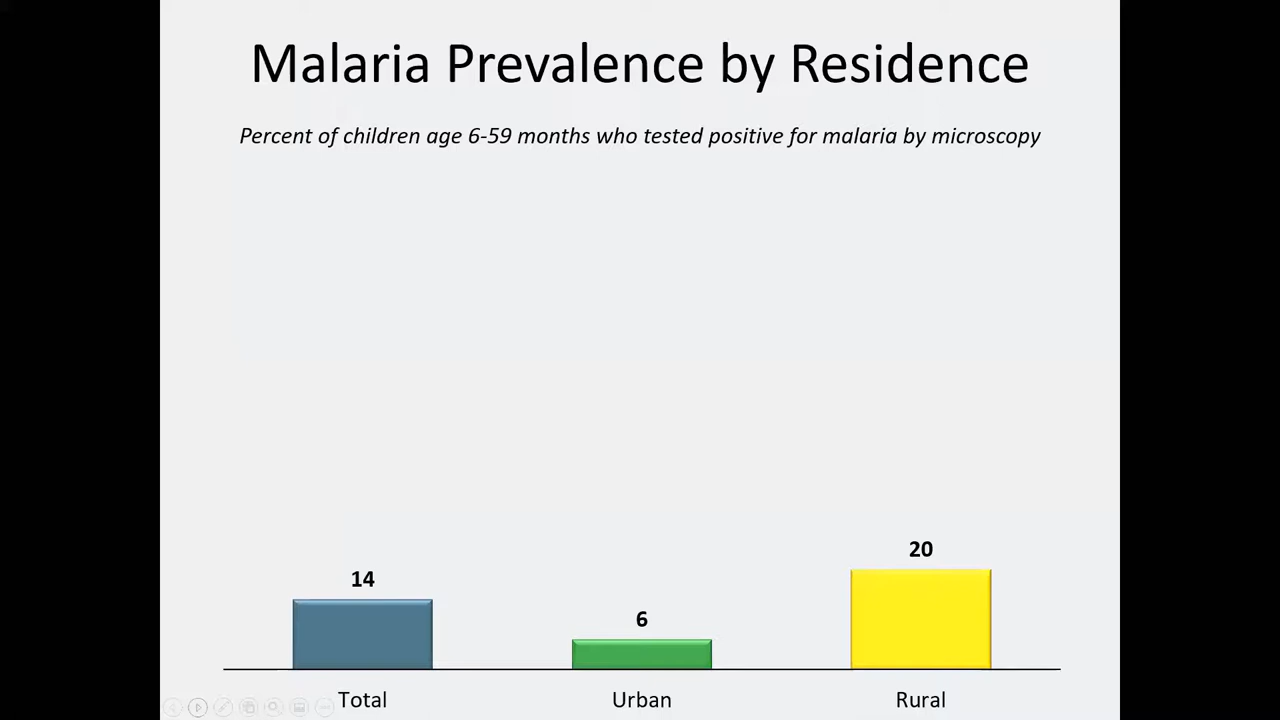 Malaria Prevalence by Residence
Percent of children age 6-59 months who tested positive for malaria by microscopy
14
6
20
Total
Urban
Rural